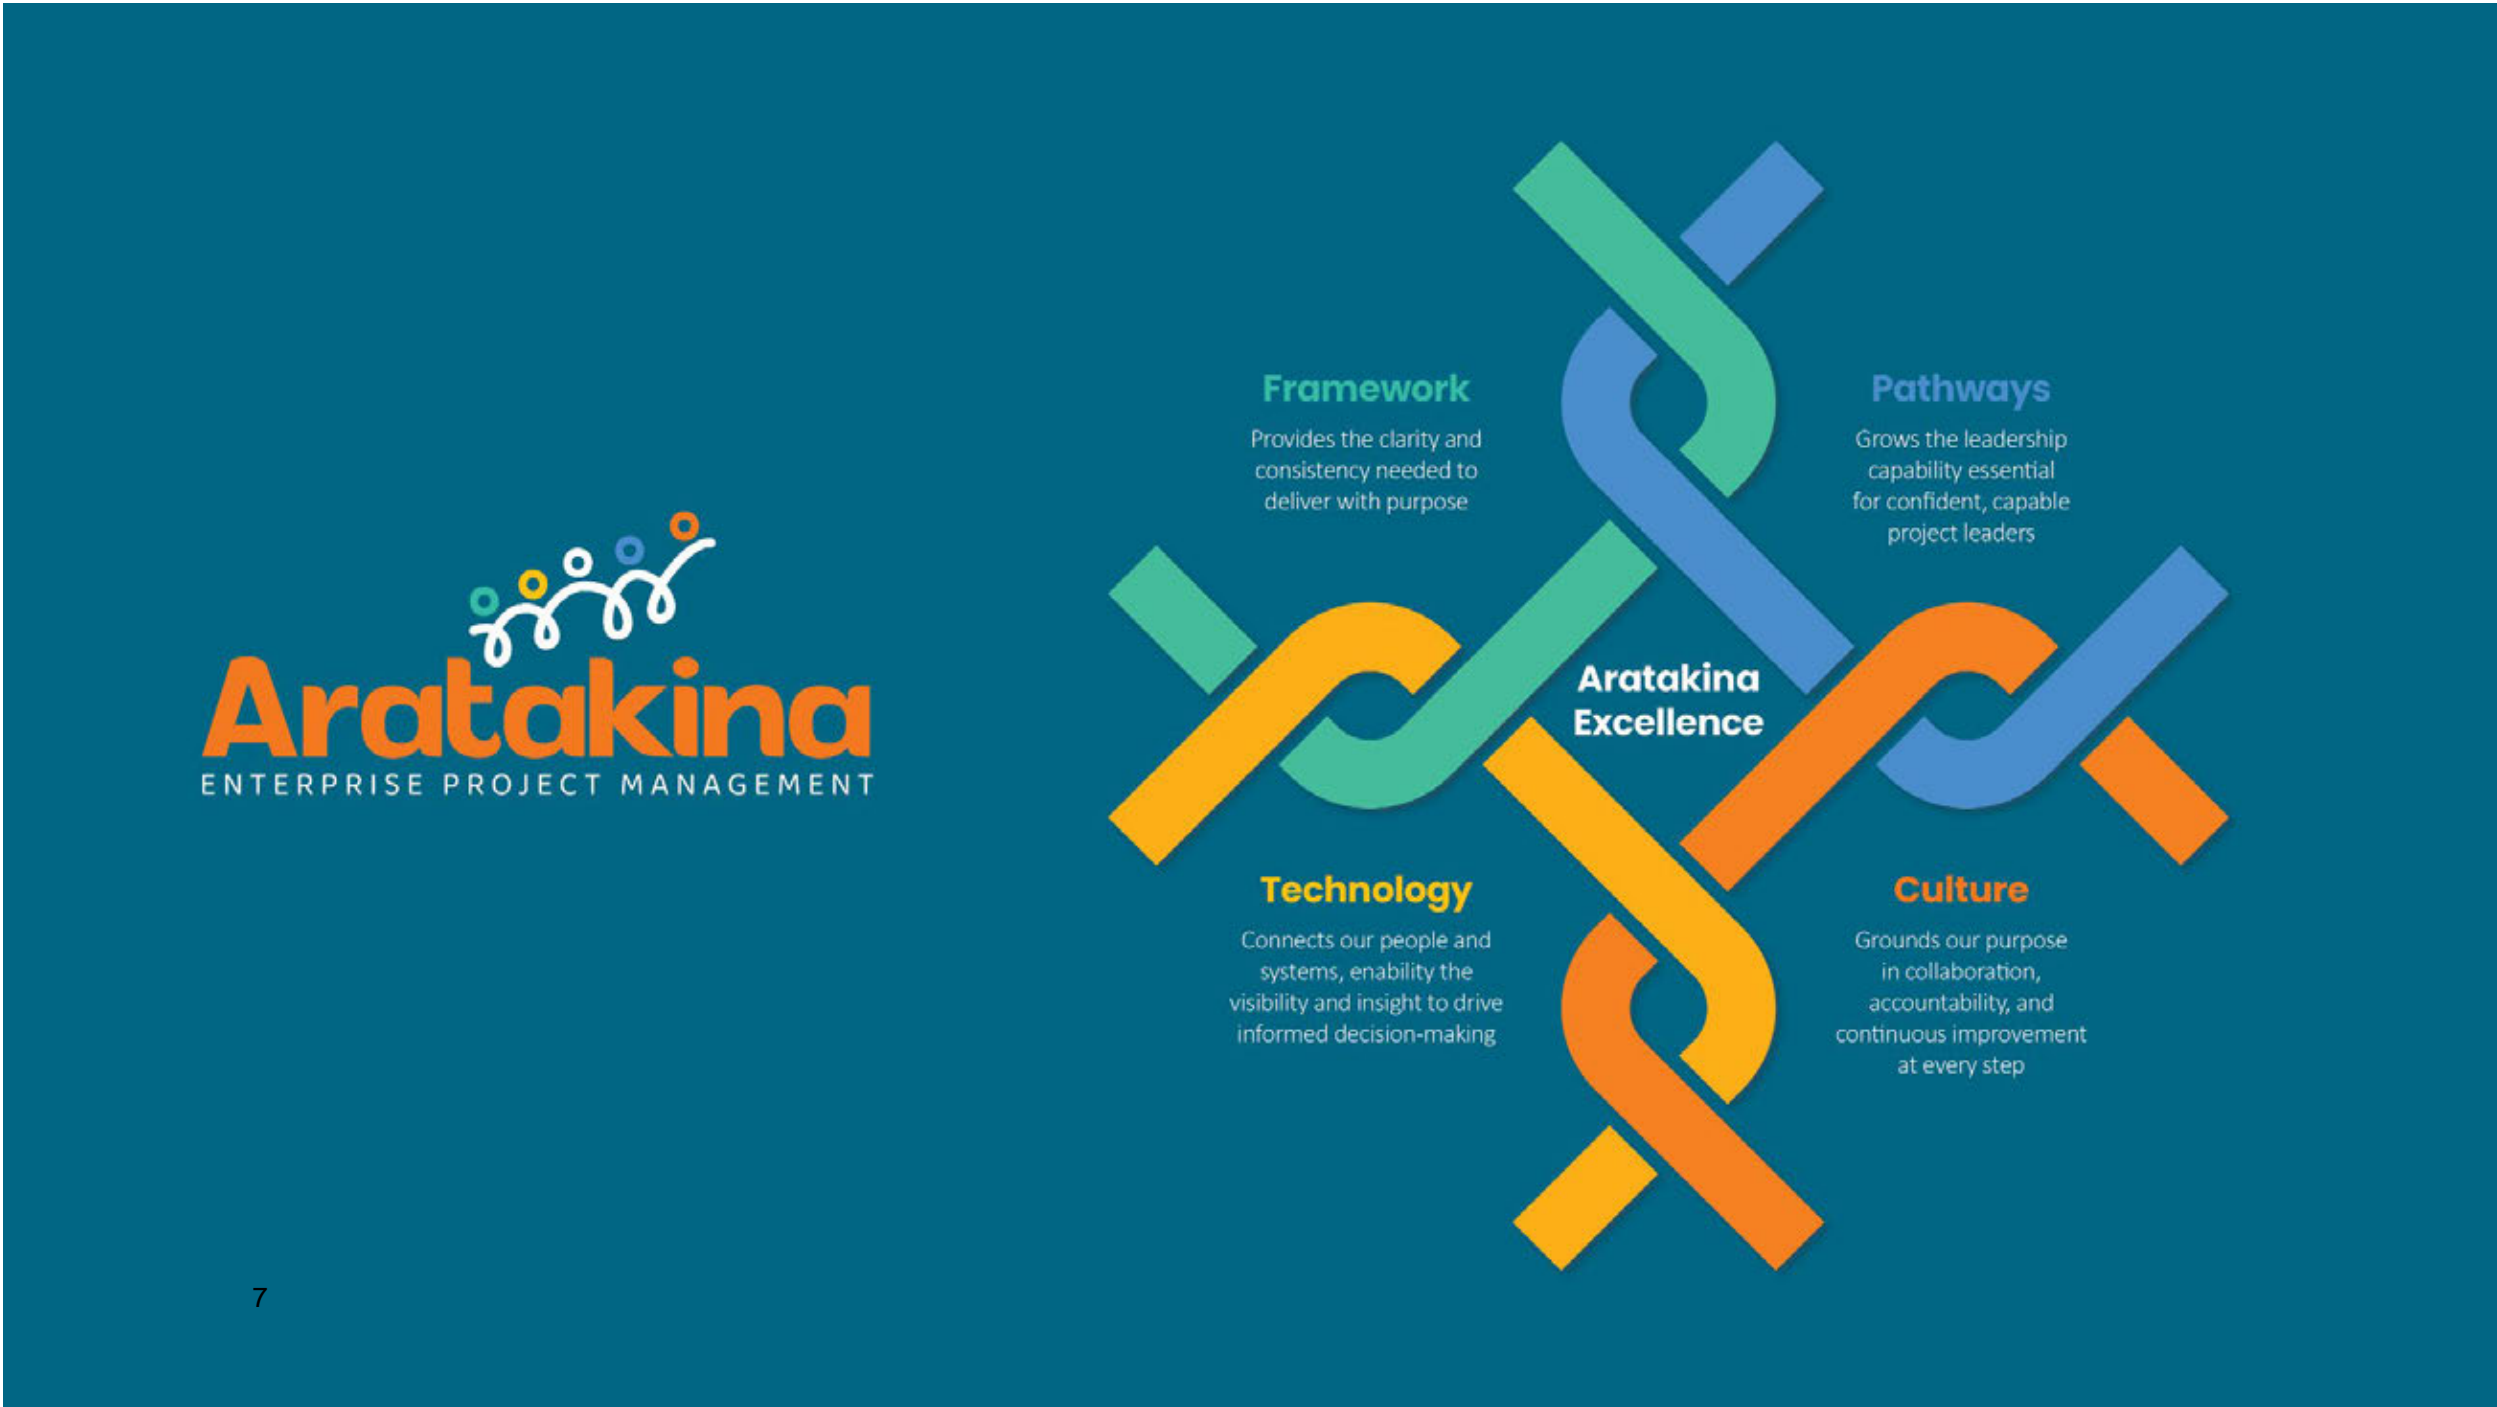 Aratakina
ENTERPRISE PROJECT MANAGEMENT
Framework
Provides the clarity and
consistency needed to
deliver with purpose
Pathways
Grows the leadership
capability essential
for confident, capable
project leaders
Aratakina
Excellence
Technology
Connects our people and
systems, enability the
visibility and insight to drive
informed decision-making
Culture
Grounds our purpose
in collaboration,
accountability, and
continuous improvement
at every step
7